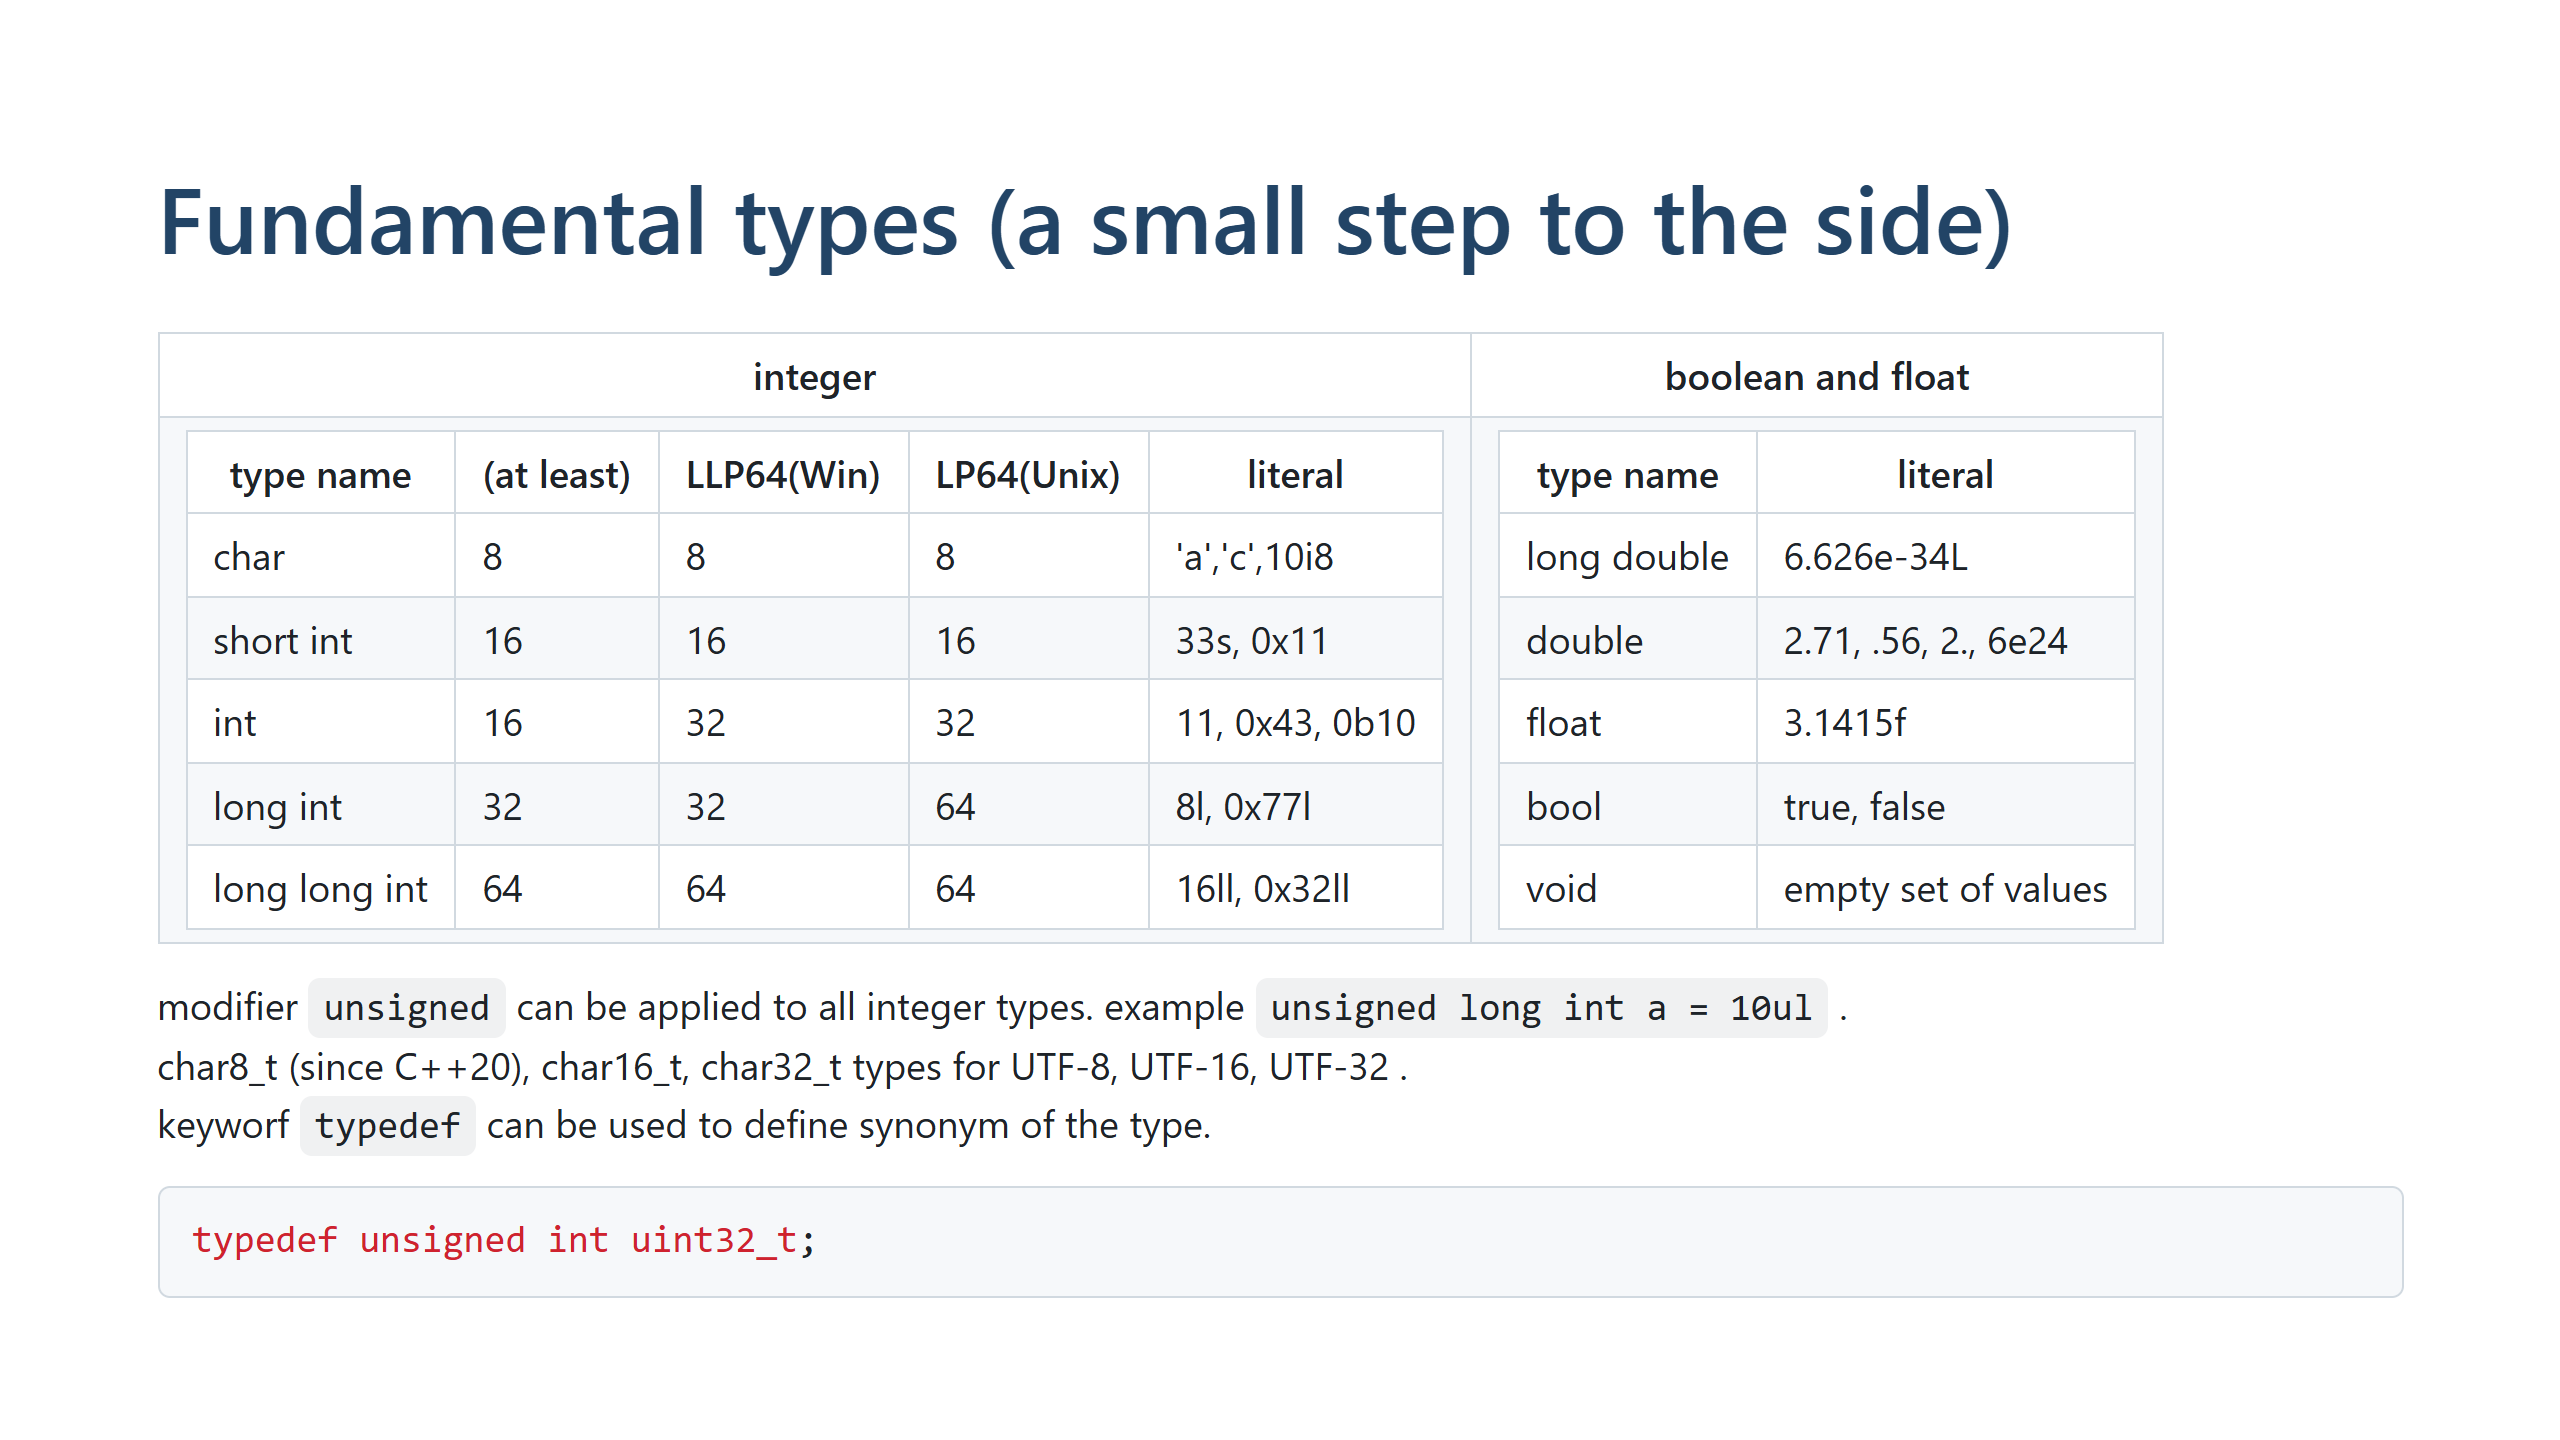 Fundamental types (a small step to the side)
integer boolean and float
type name (at least) LLP64(Win) LP64(Unix) literal type name literal
char 8 8 8 'a','c',10i8 long double 6.626e-34L
short int 16 16 16 33s, 0x11 double 2.71, .56, 2., 6e24
int 16 32 32 11, 0x43, 0b10 float 3.1415f
long int 32 32 64 8l, 0x77l bool true, false
long long int 64 64 64 16ll, 0x32ll void empty set of values
modifier unsigned can be applied to all integer types. example unsigned long int a = 10ul .
char8_t (since C++20), char16_t, char32_t types for UTF-8, UTF-16, UTF-32 .
keyworf typedef can be used to define synonym of the type.
typedef unsigned int uint32_t;